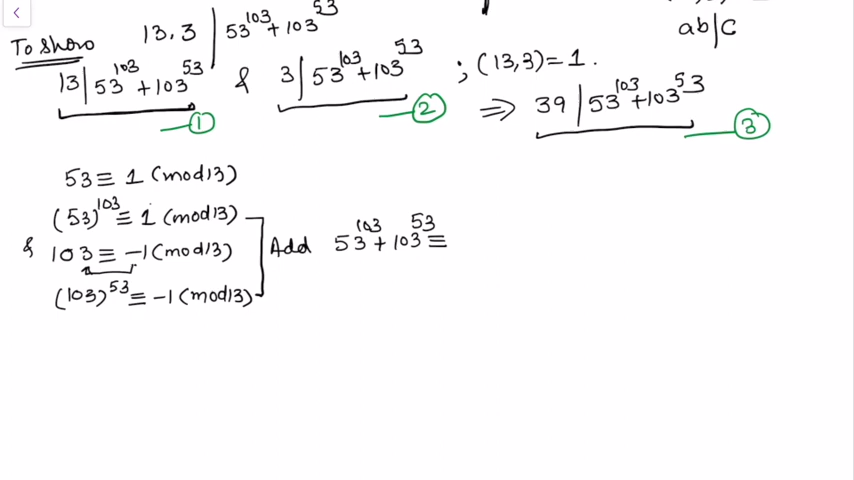 To show 13.3 | 53^103 + 103^53
ab|c
13 | 53^103 + 103^53 & 3 | 53^103 + 103^53 ; (13,3)=1.
⇒ 39 | 53^103 + 103^53
① ② ③
53 ≡ 1 (mod 13)
(53)^103 ≡ 1 (mod 13)
& 103 ≡ -1 (mod 13) Add 53^103 + 103^53 ≡
(103)^53 ≡ -1 (mod 13)